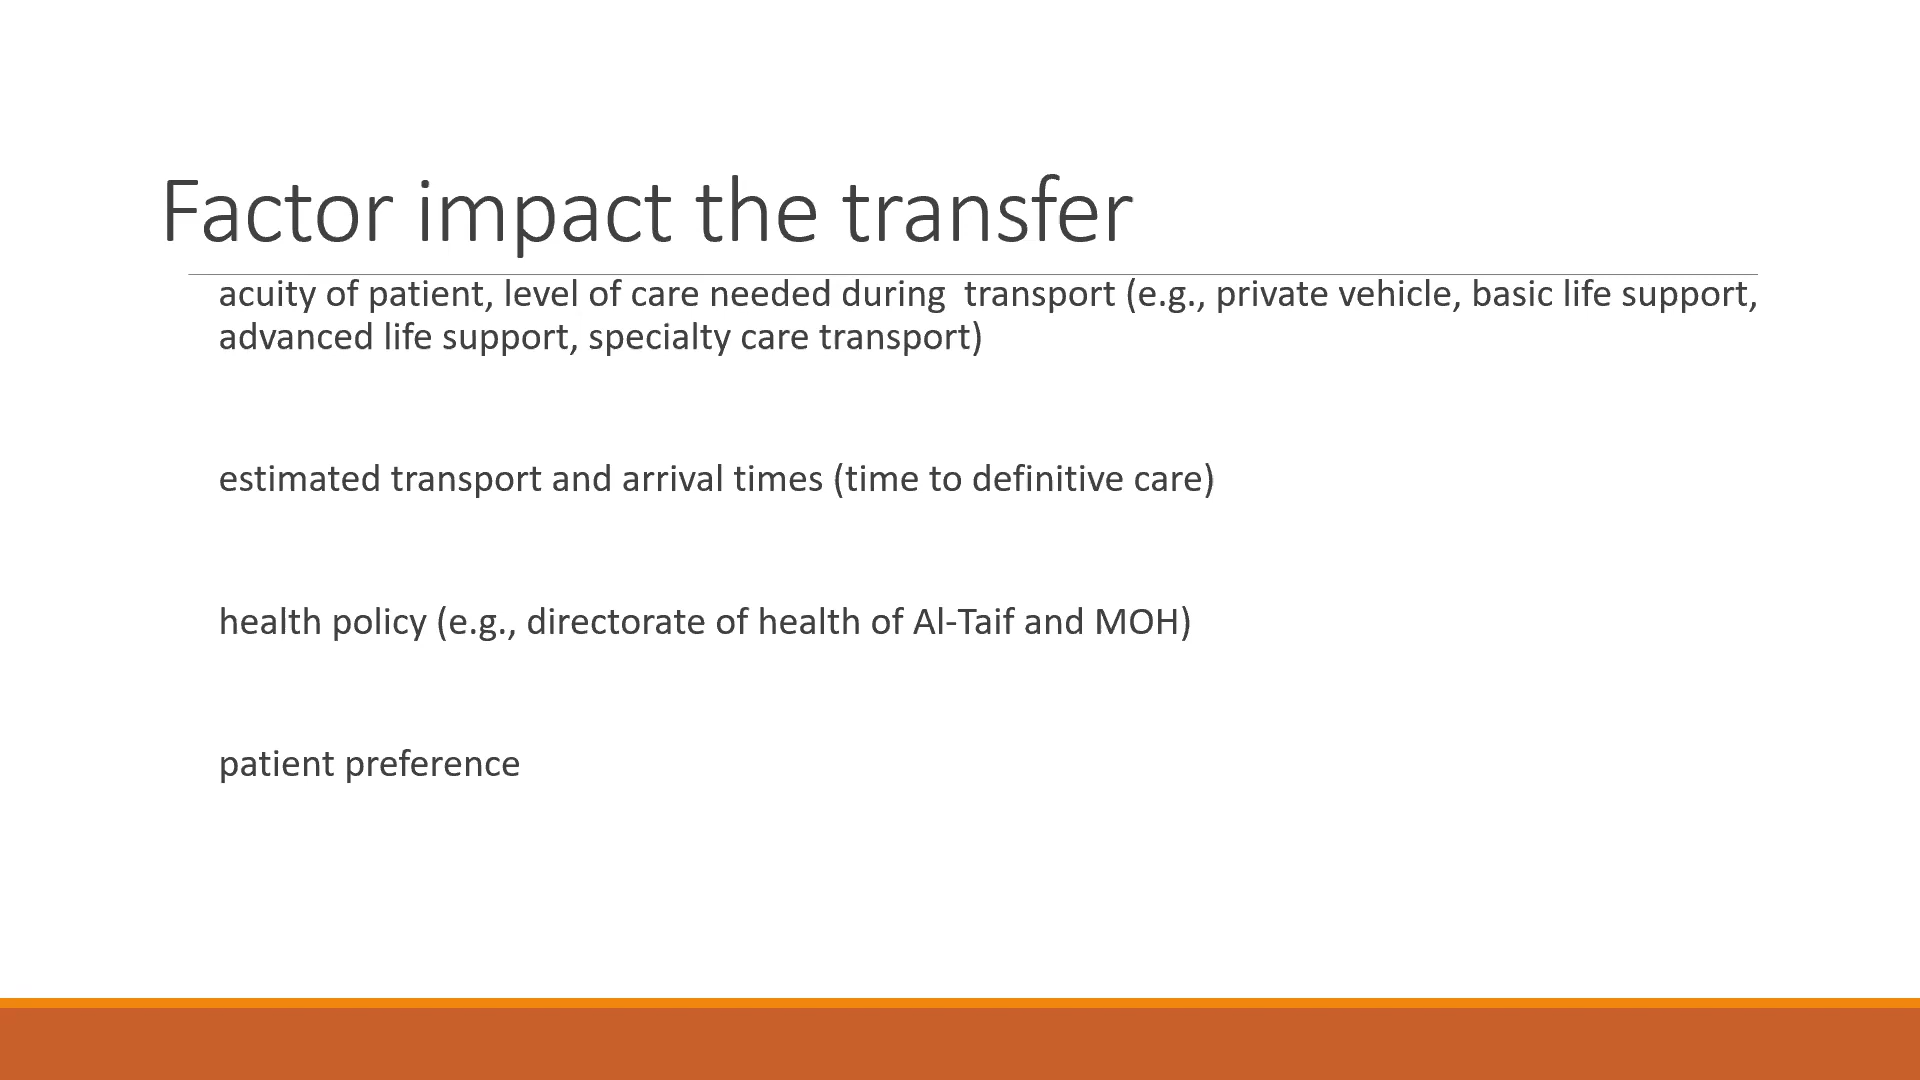 Factor impact the transfer
acuity of patient, level of care needed during  transport (e.g., private vehicle, basic life support,
advanced life support, specialty care transport)
estimated transport and arrival times (time to definitive care)
health policy (e.g., directorate of health of Al-Taif and MOH)
patient preference